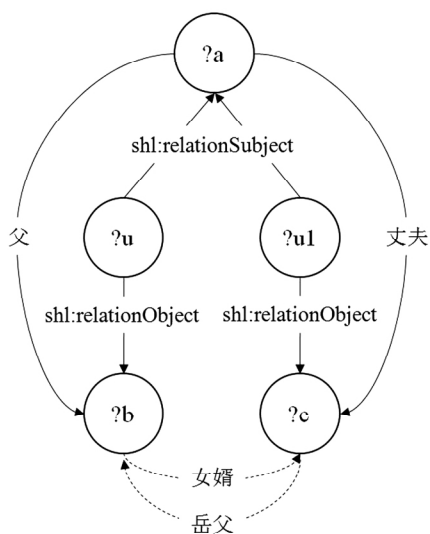 ?a
shl:relationSubject
父
?u
?u1
丈夫
shl:relationObject
shl:relationObject
?b
?c
女婿
岳父